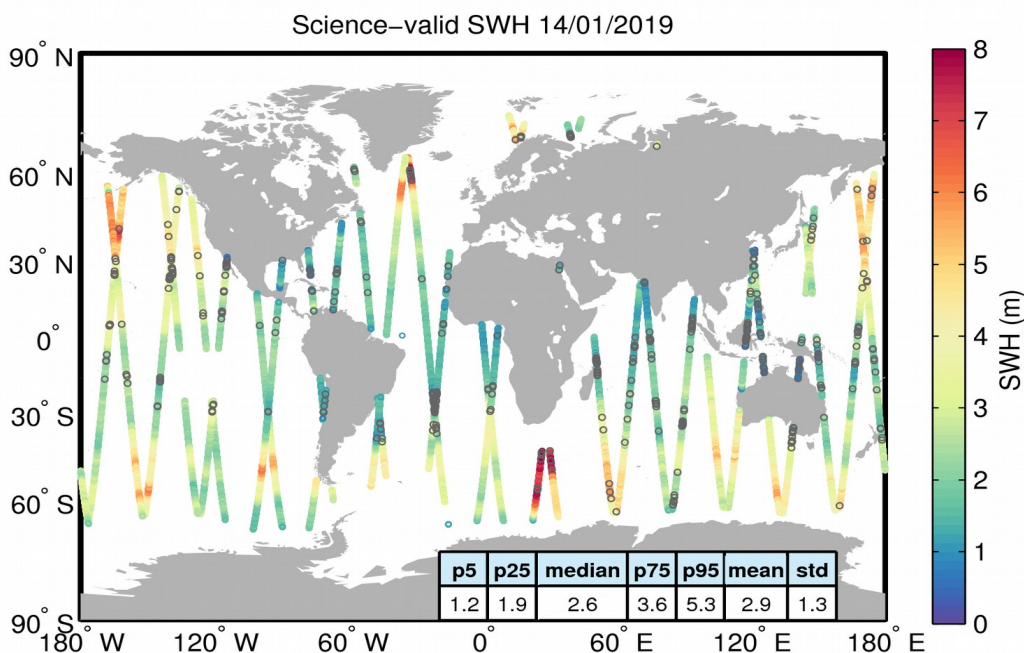 Science−valid SWH 14/01/2019
90° N
60° N
30° N
0°
30° S
60° S
90° S
180° W
120° W
60° W
0°
60° E
120° E
180° E
p5 p25 median p75 p95 mean std
1.2 1.9 2.6 3.6 5.3 2.9 1.3
8
7
6
5
4
3
2
1
0
SWH (m)